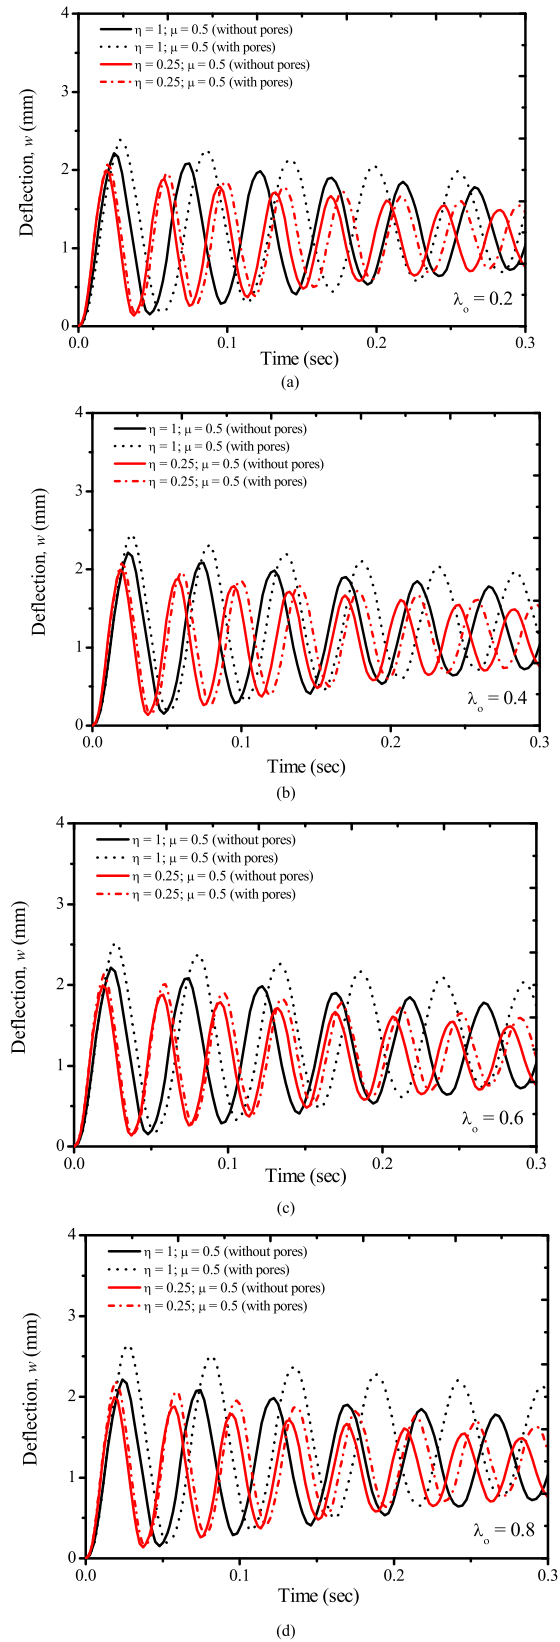 4
η = 1; μ = 0.5 (without pores)
η = 1; μ = 0.5 (with pores)
η = 0.25; μ = 0.5 (without pores)
η = 0.25; μ = 0.5 (with pores)
3
2
1
0
Deflection, w (mm)
λo = 0.2
0.0 0.1 0.2 0.3
Time (sec)
(a)
4
η = 1; μ = 0.5 (without pores)
η = 1; μ = 0.5 (with pores)
η = 0.25; μ = 0.5 (without pores)
η = 0.25; μ = 0.5 (with pores)
3
2
1
0
Deflection, w (mm)
λo = 0.4
0.0 0.1 0.2 0.3
Time (sec)
(b)
4
η = 1; μ = 0.5 (without pores)
η = 1; μ = 0.5 (with pores)
η = 0.25; μ = 0.5 (without pores)
η = 0.25; μ = 0.5 (with pores)
3
2
1
0
Deflection, w (mm)
λo = 0.6
0.0 0.1 0.2 0.3
Time (sec)
(c)
4
η = 1; μ = 0.5 (without pores)
η = 1; μ = 0.5 (with pores)
η = 0.25; μ = 0.5 (without pores)
η = 0.25; μ = 0.5 (with pores)
3
2
1
0
Deflection, w (mm)
λo = 0.8
0.0 0.1 0.2 0.3
Time (sec)
(d)